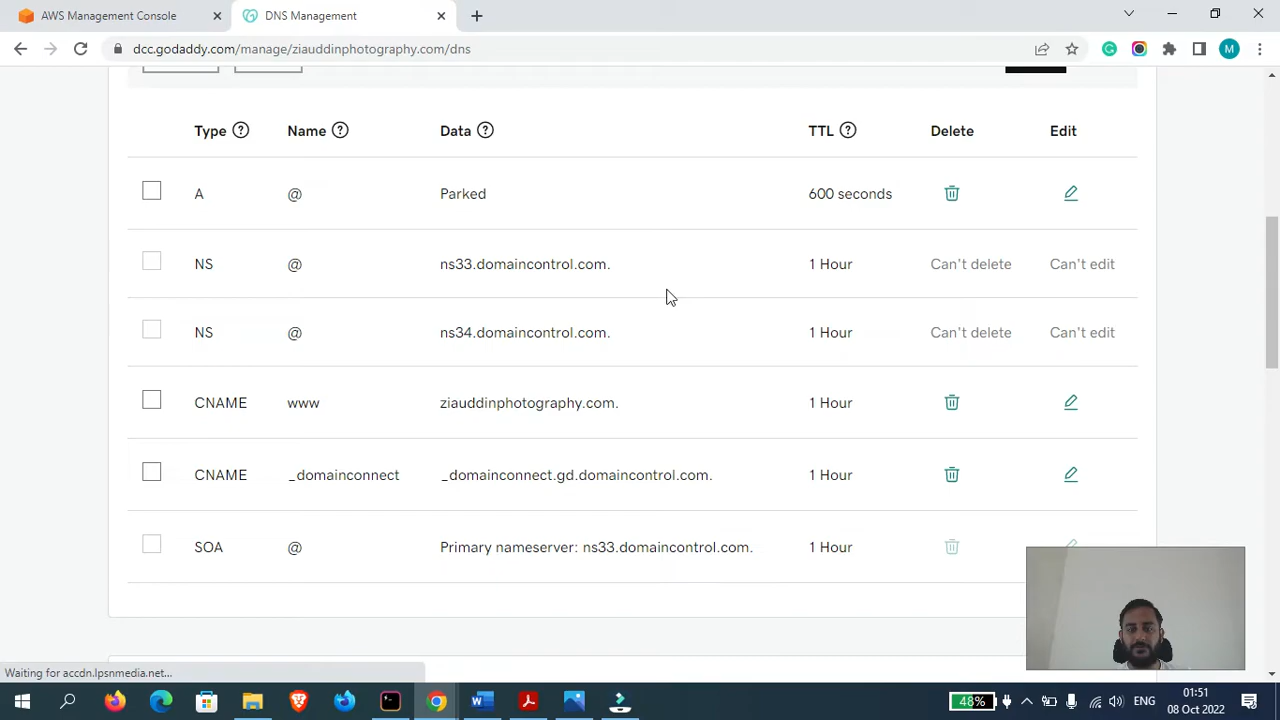 AWS Management Console
DNS Management
dcc.godaddy.com/manage/ziauddinphotography.com/dns
M
Type ? Name ? Data ? TTL ? Delete Edit
A @ Parked 600 seconds
NS @ ns33.domaincontrol.com. 1 Hour Can't delete Can't edit
NS @ ns34.domaincontrol.com. 1 Hour Can't delete Can't edit
CNAME www ziauddinphotography.com. 1 Hour
CNAME _domainconnect _domainconnect.gd.domaincontrol.com. 1 Hour
SOA @ Primary nameserver: ns33.domaincontrol.com. 1 Hour
Waiting for accdn.lpsnmedia.net...
48% ENG 01:51
08 Oct 2022